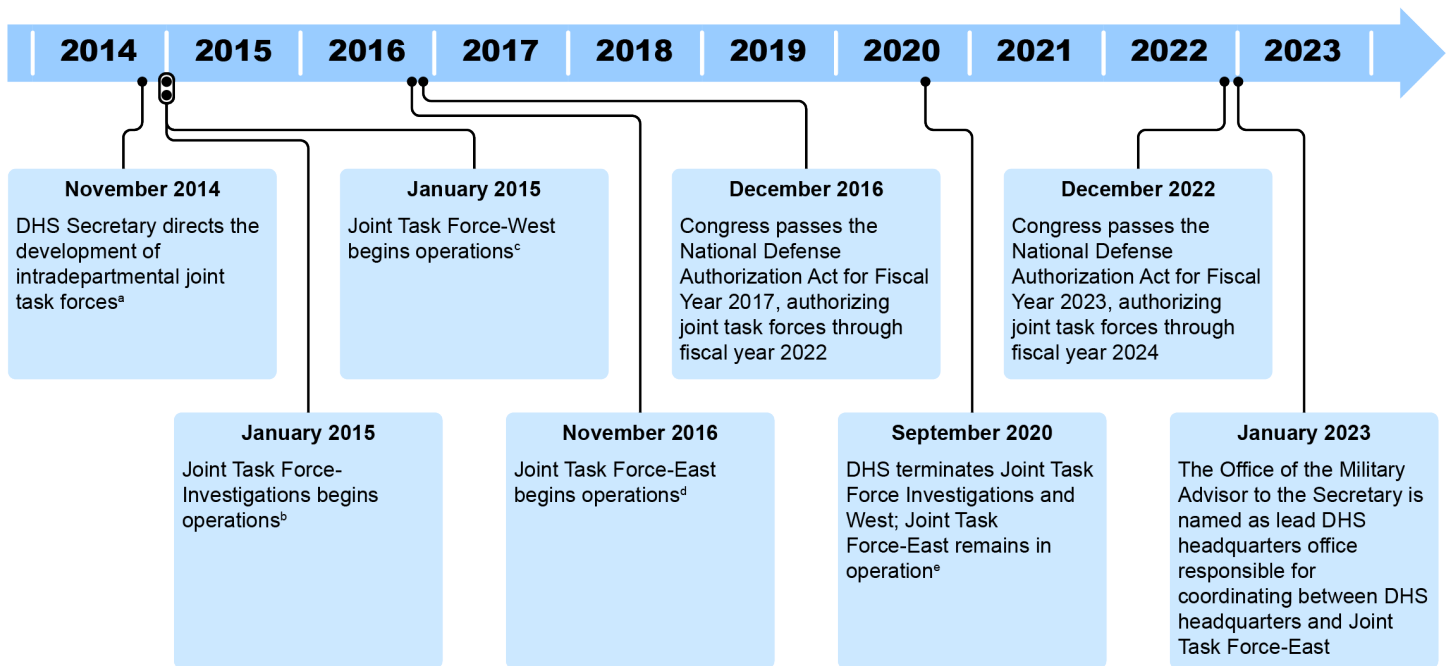 2014 2015 2016 2017 2018 2019 2020 2021 2022 2023
November 2014
DHS Secretary directs the
development of
intradepartmental joint
task forcesᵃ
January 2015
Joint Task Force-West
begins operationsᶜ
December 2016
Congress passes the
National Defense
Authorization Act for Fiscal
Year 2017, authorizing
joint task forces through
fiscal year 2022
December 2022
Congress passes the
National Defense
Authorization Act for Fiscal
Year 2023, authorizing
joint task forces through
fiscal year 2024
January 2015
Joint Task Force-
Investigations begins
operationsᵇ
November 2016
Joint Task Force-East
begins operationsᵈ
September 2020
DHS terminates Joint Task
Force Investigations and
West; Joint Task
Force-East remains in
operationᵉ
January 2023
The Office of the Military
Advisor to the Secretary is
named as lead DHS
headquarters office
responsible for
coordinating between DHS
headquarters and Joint
Task Force-East